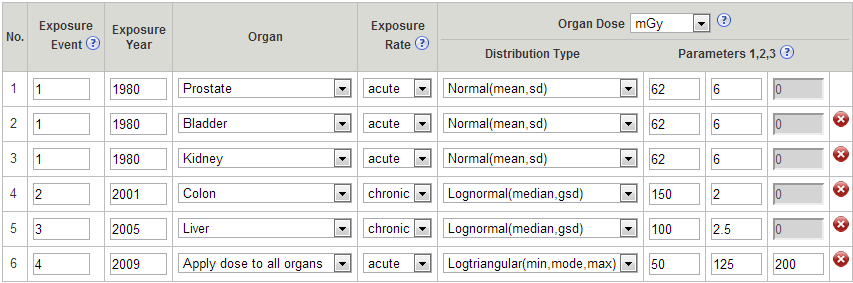 No. Exposure Event ? Exposure Year Organ Exposure Rate ? Organ Dose mGy ?
Distribution Type Parameters 1,2,3 ?
1 1 1980 Prostate acute Normal(mean,sd) 62 6 0
2 1 1980 Bladder acute Normal(mean,sd) 62 6 0
3 1 1980 Kidney acute Normal(mean,sd) 62 6 0
4 2 2001 Colon chronic Lognormal(median,gsd) 150 2 0
5 3 2005 Liver chronic Lognormal(median,gsd) 100 2.5 0
6 4 2009 Apply dose to all organs acute Logtriangular(min,mode,max) 50 125 200